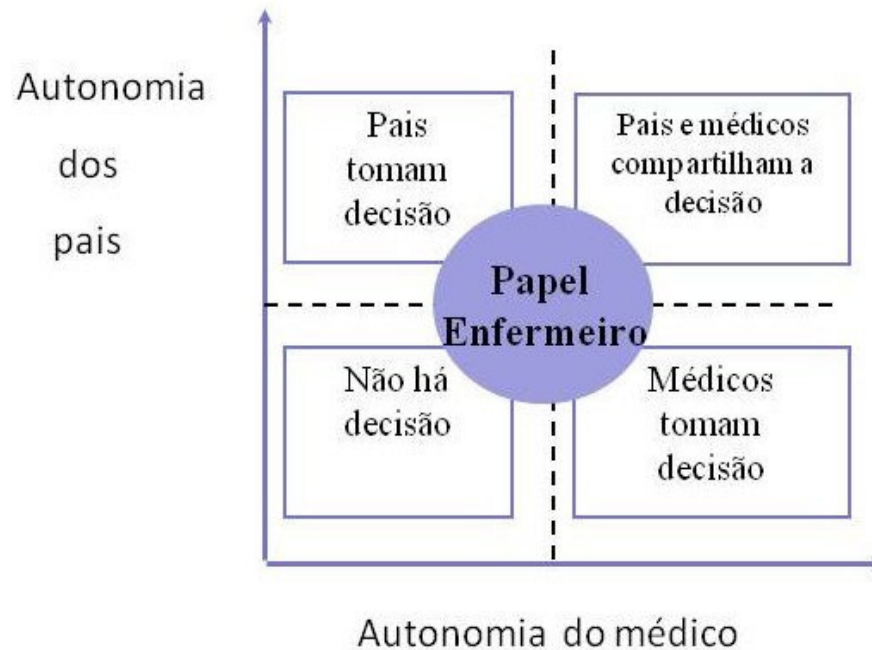 Autonomia
dos
pais
Pais
tomam
decisão
Pais e médicos
compartilham a
decisão
Papel
Enfermeiro
Não há
decisão
Médicos
tomam
decisão
Autonomia do médico